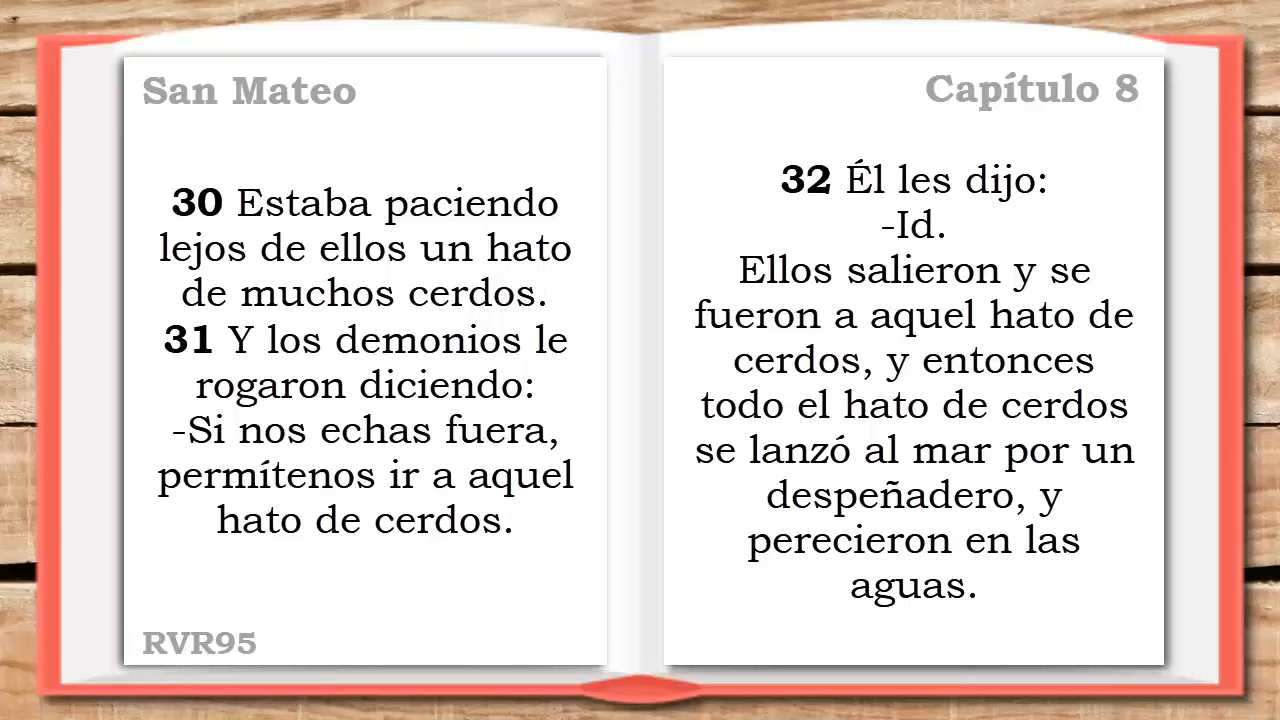 San Mateo
30 Estaba paciendo
lejos de ellos un hato
de muchos cerdos.
31 Y los demonios le
rogaron diciendo:
-Si nos echas fuera,
permítenos ir a aquel
hato de cerdos.
RVR95
Capítulo 8
32 Él les dijo:
-Id.
Ellos salieron y se
fueron a aquel hato de
cerdos, y entonces
todo el hato de cerdos
se lanzó al mar por un
despeñadero, y
perecieron en las
aguas.